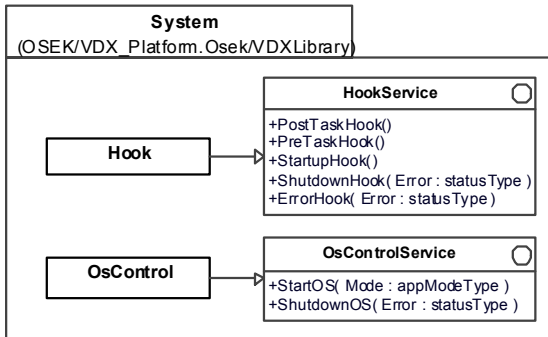 System
(OSEK/VDX_Platform.Osek/VDXLibrary)
HookService
+PostTaskHook()
+PreTaskHook()
+StartupHook()
+ShutdownHook( Error : statusType )
+ErrorHook( Error : statusType )
Hook
OsControlService
+StartOS( Mode : appModeType )
+ShutdownOS( Error : statusType )
OsControl